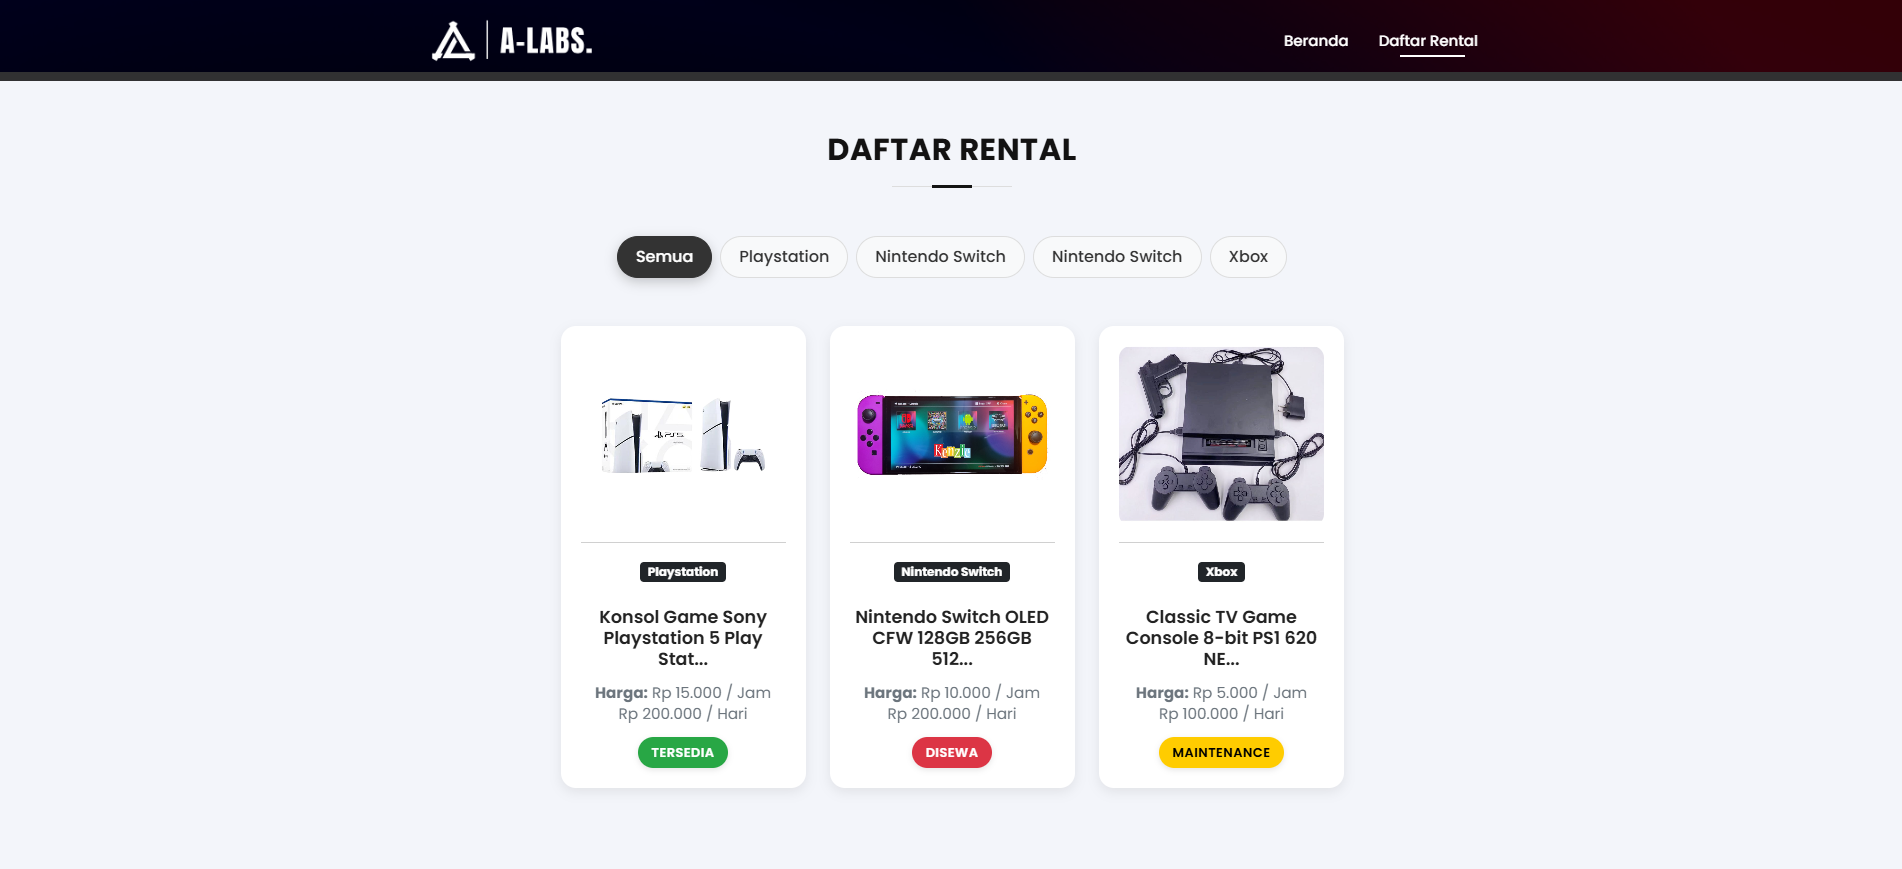 A-LABS.
Beranda
Daftar Rental
DAFTAR RENTAL
Semua
Playstation
Nintendo Switch
Nintendo Switch
Xbox
PS5
Kenzie
Playstation
Konsol Game Sony
Playstation 5 Play
Stat...
Harga: Rp 15.000 / Jam
Rp 200.000 / Hari
TERSEDIA
Nintendo Switch
Nintendo Switch OLED
CFW 128GB 256GB
512...
Harga: Rp 10.000 / Jam
Rp 200.000 / Hari
DISEWA
Xbox
Classic TV Game
Console 8-bit PS1 620
NE...
Harga: Rp 5.000 / Jam
Rp 100.000 / Hari
MAINTENANCE